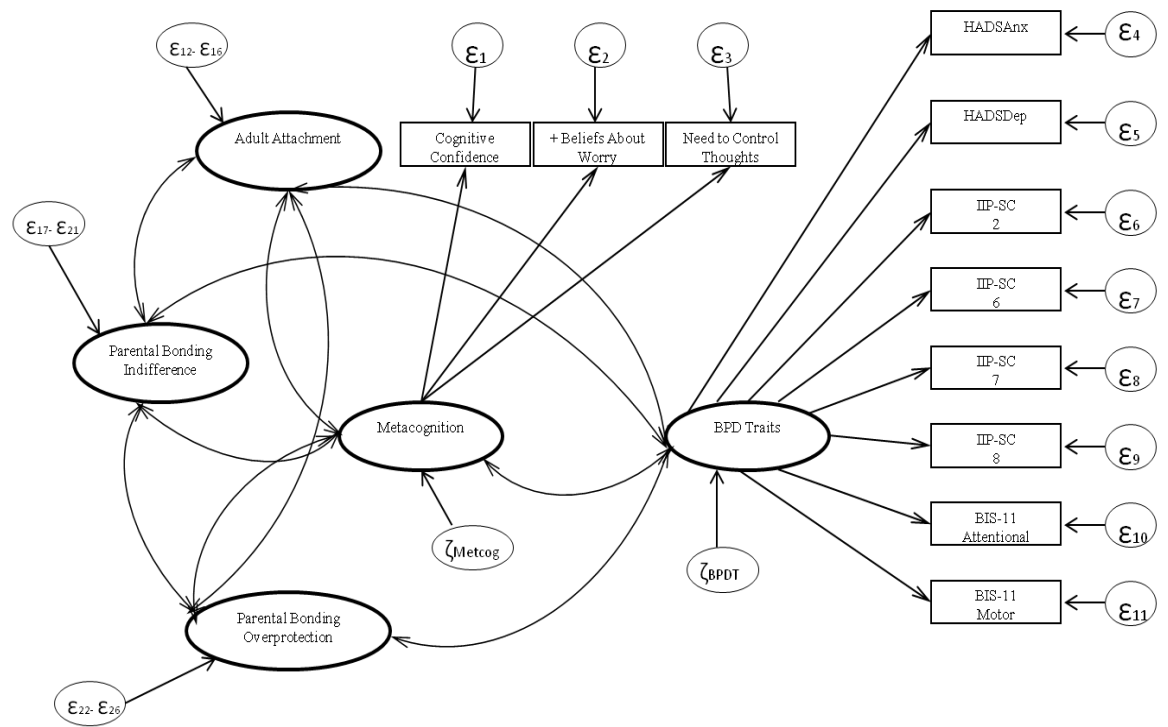 ε12- ε16
ε1
ε2
ε3
HADSAnx
ε4
Adult Attachment
Cognitive
Confidence
+ Beliefs About
Worry
Need to Control
Thoughts
HADSDep
ε5
IIP-SC
2
ε6
ε17- ε21
IIP-SC
6
ε7
Parental Bonding
Indifference
IIP-SC
7
ε8
Metacognition
BPD Traits
IIP-SC
8
ε9
ζMetcog
ζBPDT
BIS-11
Attentional
ε10
BIS-11
Motor
ε11
Parental Bonding
Overprotection
ε22- ε26